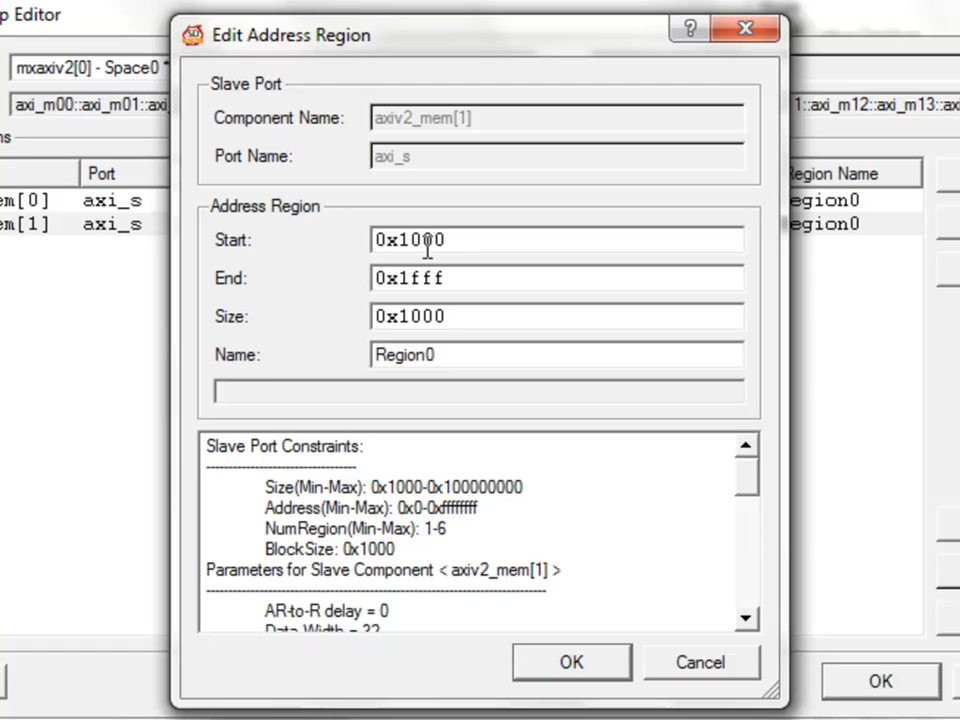 p Editor
Edit Address Region
?
mxaxiv2[0] - Space0
axi_m00::axi_m01::axi
1::axi_m12::axi_m13::ax
Slave Port
Component Name: axiv2_mem[1]
Port Name: axi_s
Port
Region Name
em[0] axi_s
egion0
em[1] axi_s
egion0
Address Region
Start: 0x1000
End: 0x1fff
Size: 0x1000
Name: Region0
Slave Port Constraints:
---------------------------------
Size(Min-Max): 0x1000-0x100000000
Address(Min-Max): 0x0-0xffffffff
NumRegion(Min-Max): 1-6
BlockSize: 0x1000
Parameters for Slave Component < axiv2_mem[1] >
---------------------------------------------------------------------------
AR-to-R delay = 0
Data Width = 32
OK
Cancel
OK